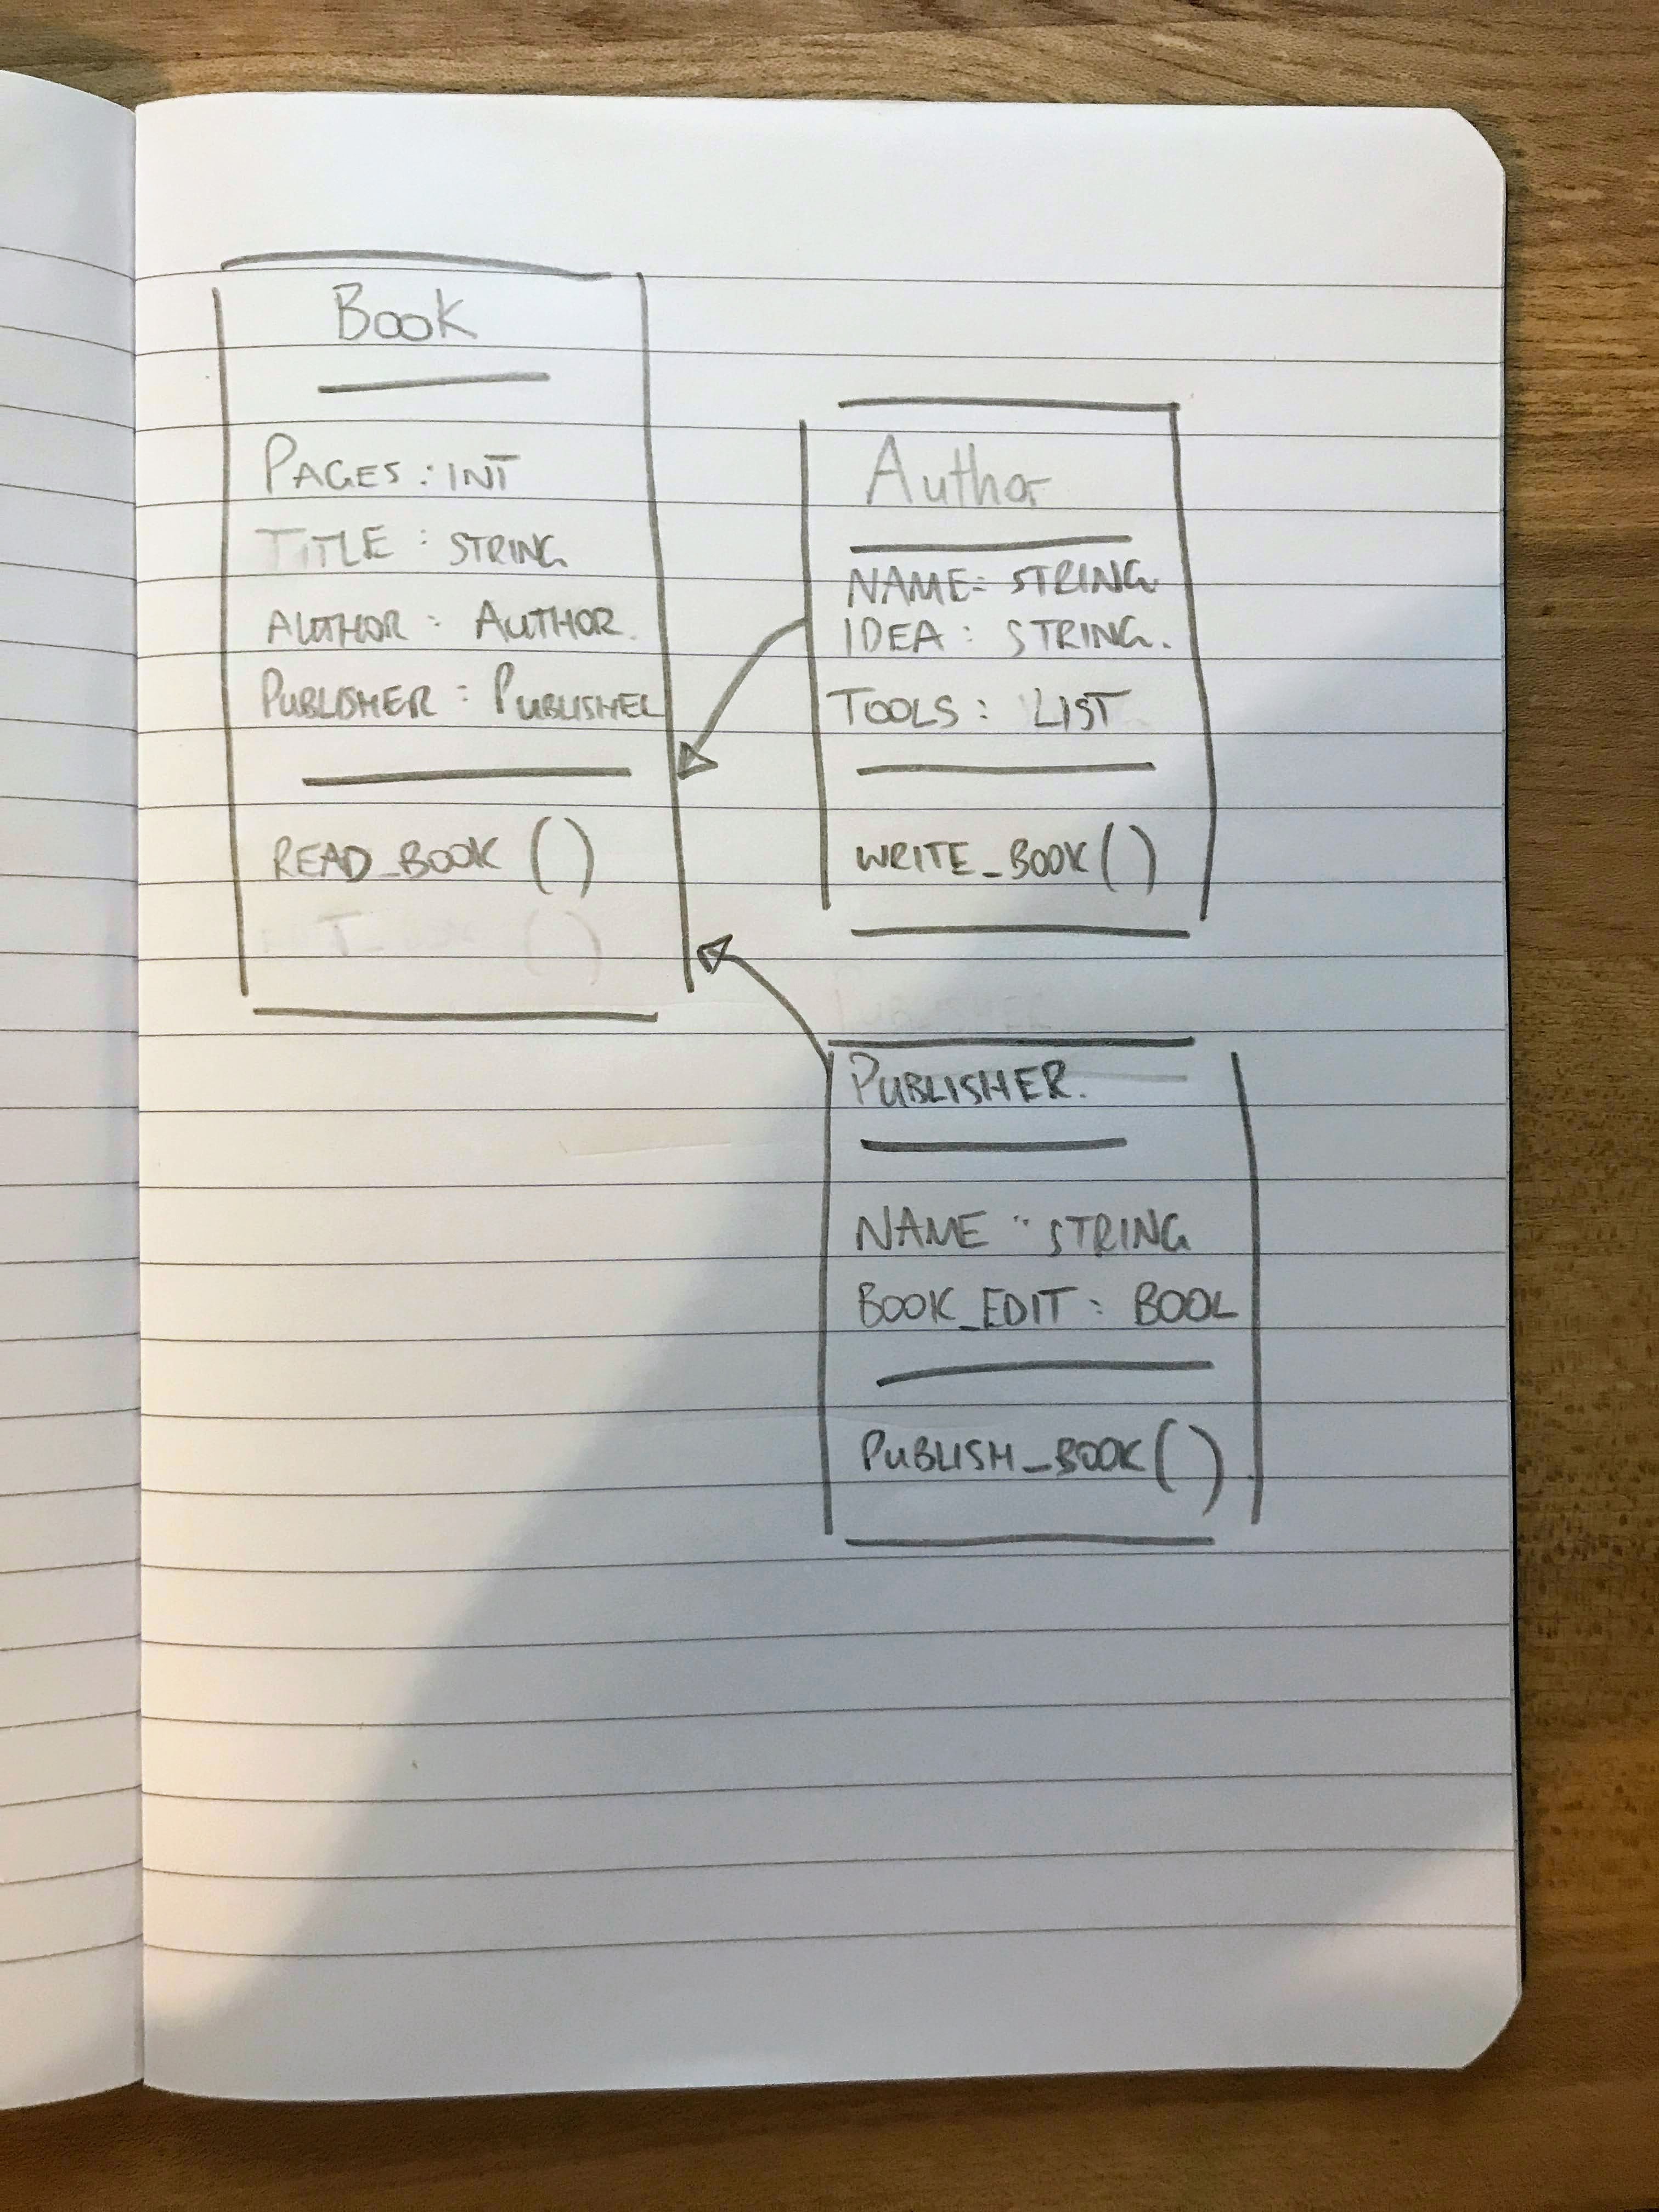 Book
PAGES : INT
TITLE : STRING
AUTHOR : AUTHOR.
PUBLISHER : PUBLISHER
READ_BOOK ()
Author
NAME : STRING
IDEA : STRING.
TOOLS : LIST
WRITE_BOOK()
PUBLISHER.
NAME : STRING
BOOK_EDIT : BOOL
PUBLISH_BOOK()